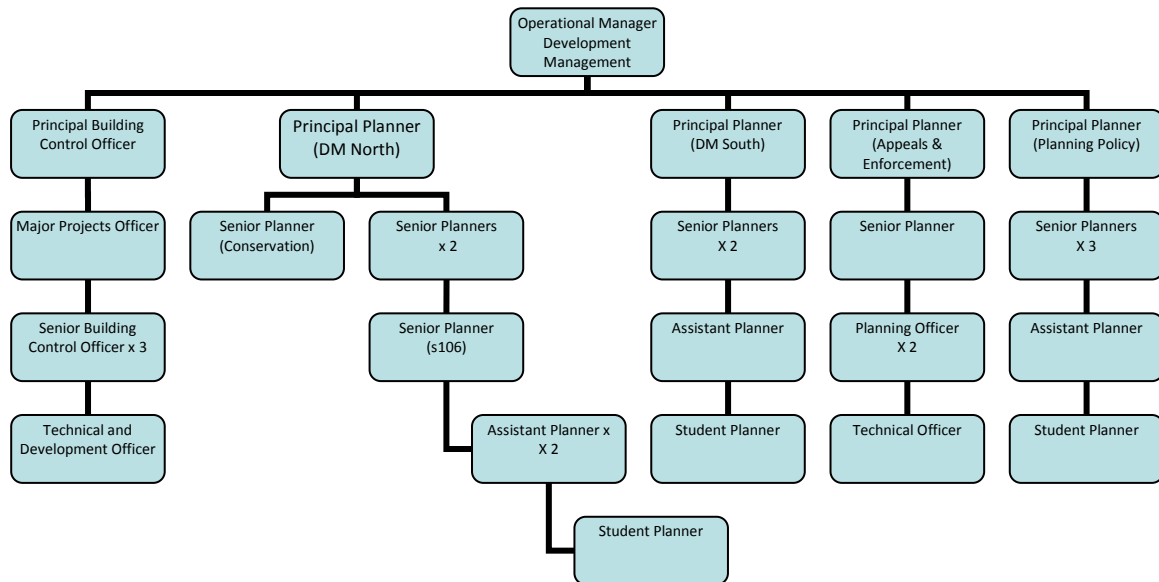 Operational Manager
Development
Management
Principal Building
Control Officer
Principal Planner
(DM North)
Principal Planner
(DM South)
Principal Planner
(Appeals &
Enforcement)
Principal Planner
(Planning Policy)
Major Projects Officer
Senior Planner
(Conservation)
Senior Planners
x 2
Senior Planners
X 2
Senior Planner
Senior Planners
X 3
Senior Building
Control Officer x 3
Senior Planner
(s106)
Assistant Planner
Planning Officer
X 2
Assistant Planner
Technical and
Development Officer
Assistant Planner x
X 2
Student Planner
Technical Officer
Student Planner
Student Planner